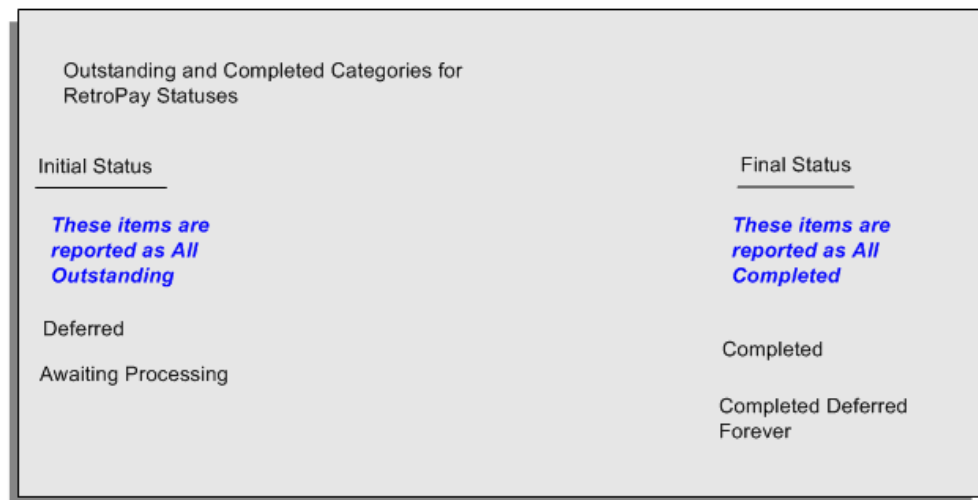 Outstanding and Completed Categories for
RetroPay Statuses
Initial Status
Final Status
These items are
reported as All
Outstanding
These items are
reported as All
Completed
Deferred
Awaiting Processing
Completed
Completed Deferred
Forever